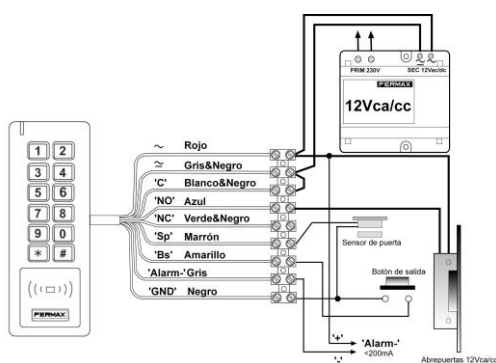 PRIM 230V SEC 12Vac/dc
FERMAX
12Vca/cc
~ Rojo
≃ Gris&Negro
'C' Blanco&Negro
'NO' Azul
'NC' Verde&Negro
'Sp' Marrón
'Bs' Amarillo
'Alarm-' Gris
'GND' Negro
1 2
3 4
5 6
7 8
9 0
* #
FERMAX
Sensor de puerta
Botón de salida
'+' 'Alarm-'
<200mA
'-'
Abrepuertas 12Vca/cc